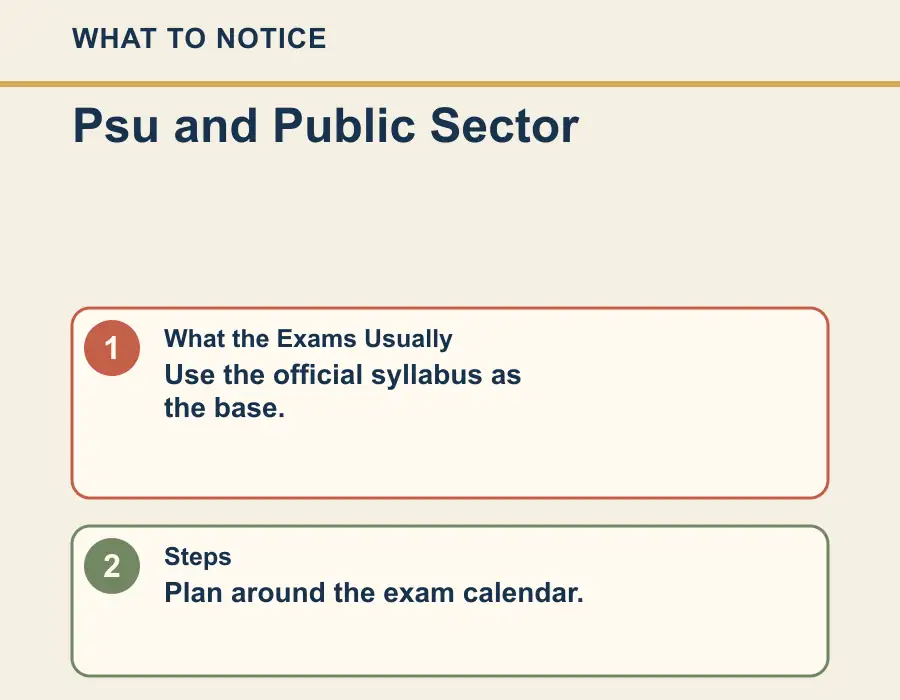 WHAT TO NOTICE
Psu and Public Sector
1
What the Exams Usually
Use the official syllabus as
the base.
2
Steps
Plan around the exam calendar.